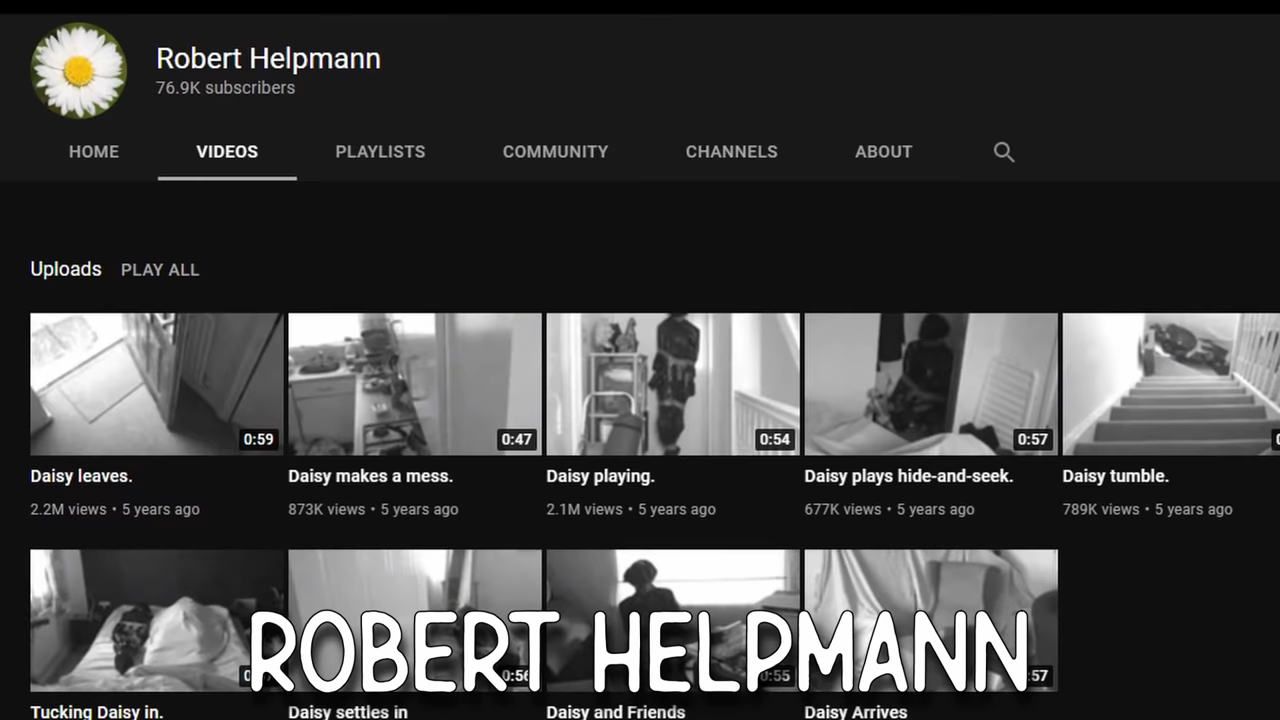 Robert Helpmann
76.9K subscribers
HOME VIDEOS PLAYLISTS COMMUNITY CHANNELS ABOUT
Uploads PLAY ALL
0:59 0:47 0:54 0:57
Daisy leaves. Daisy makes a mess. Daisy playing. Daisy plays hide-and-seek. Daisy tumble.
2.2M views • 5 years ago 873K views • 5 years ago 2.1M views • 5 years ago 677K views • 5 years ago 789K views • 5 years ago
ROBERT HELPMANN
Tucking Daisy in. Daisy settles in Daisy and Friends Daisy Arrives